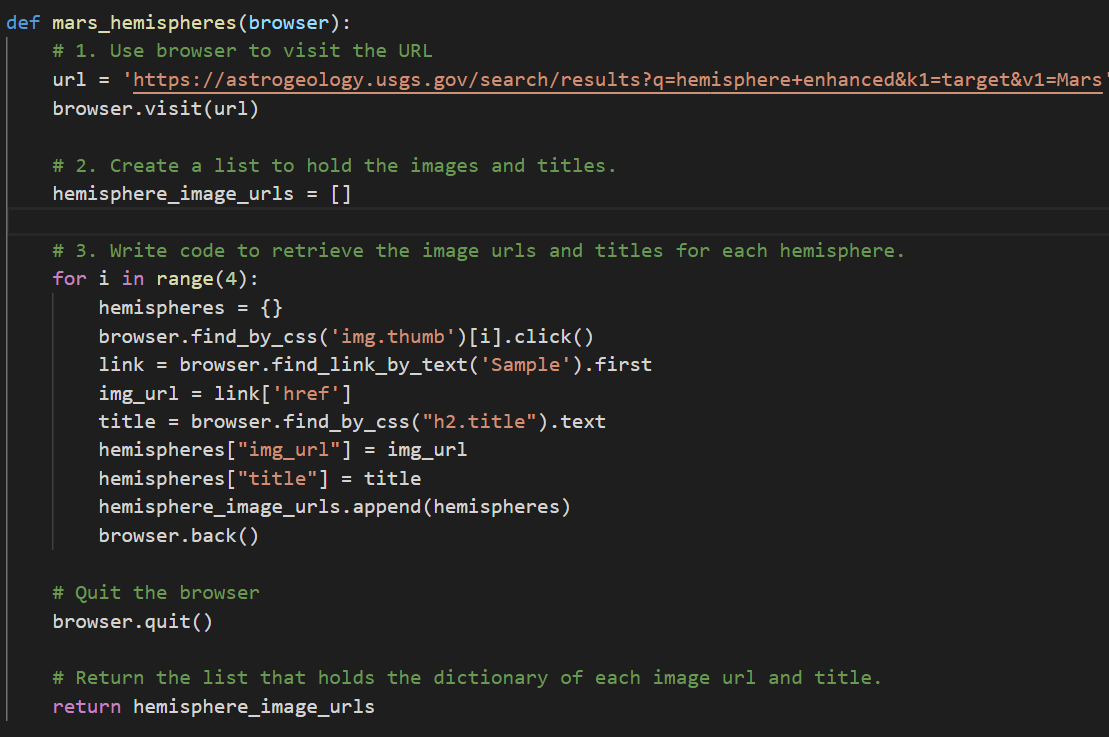 def mars_hemispheres(browser):
    # 1. Use browser to visit the URL
    url = 'https://astrogeology.usgs.gov/search/results?q=hemisphere+enhanced&k1=target&v1=Mars'
    browser.visit(url)

    # 2. Create a list to hold the images and titles.
    hemisphere_image_urls = []

    # 3. Write code to retrieve the image urls and titles for each hemisphere.
    for i in range(4):
        hemispheres = {}
        browser.find_by_css('img.thumb')[i].click()
        link = browser.find_link_by_text('Sample').first
        img_url = link['href']
        title = browser.find_by_css("h2.title").text
        hemispheres["img_url"] = img_url
        hemispheres["title"] = title
        hemisphere_image_urls.append(hemispheres)
        browser.back()

    # Quit the browser
    browser.quit()

    # Return the list that holds the dictionary of each image url and title.
    return hemisphere_image_urls